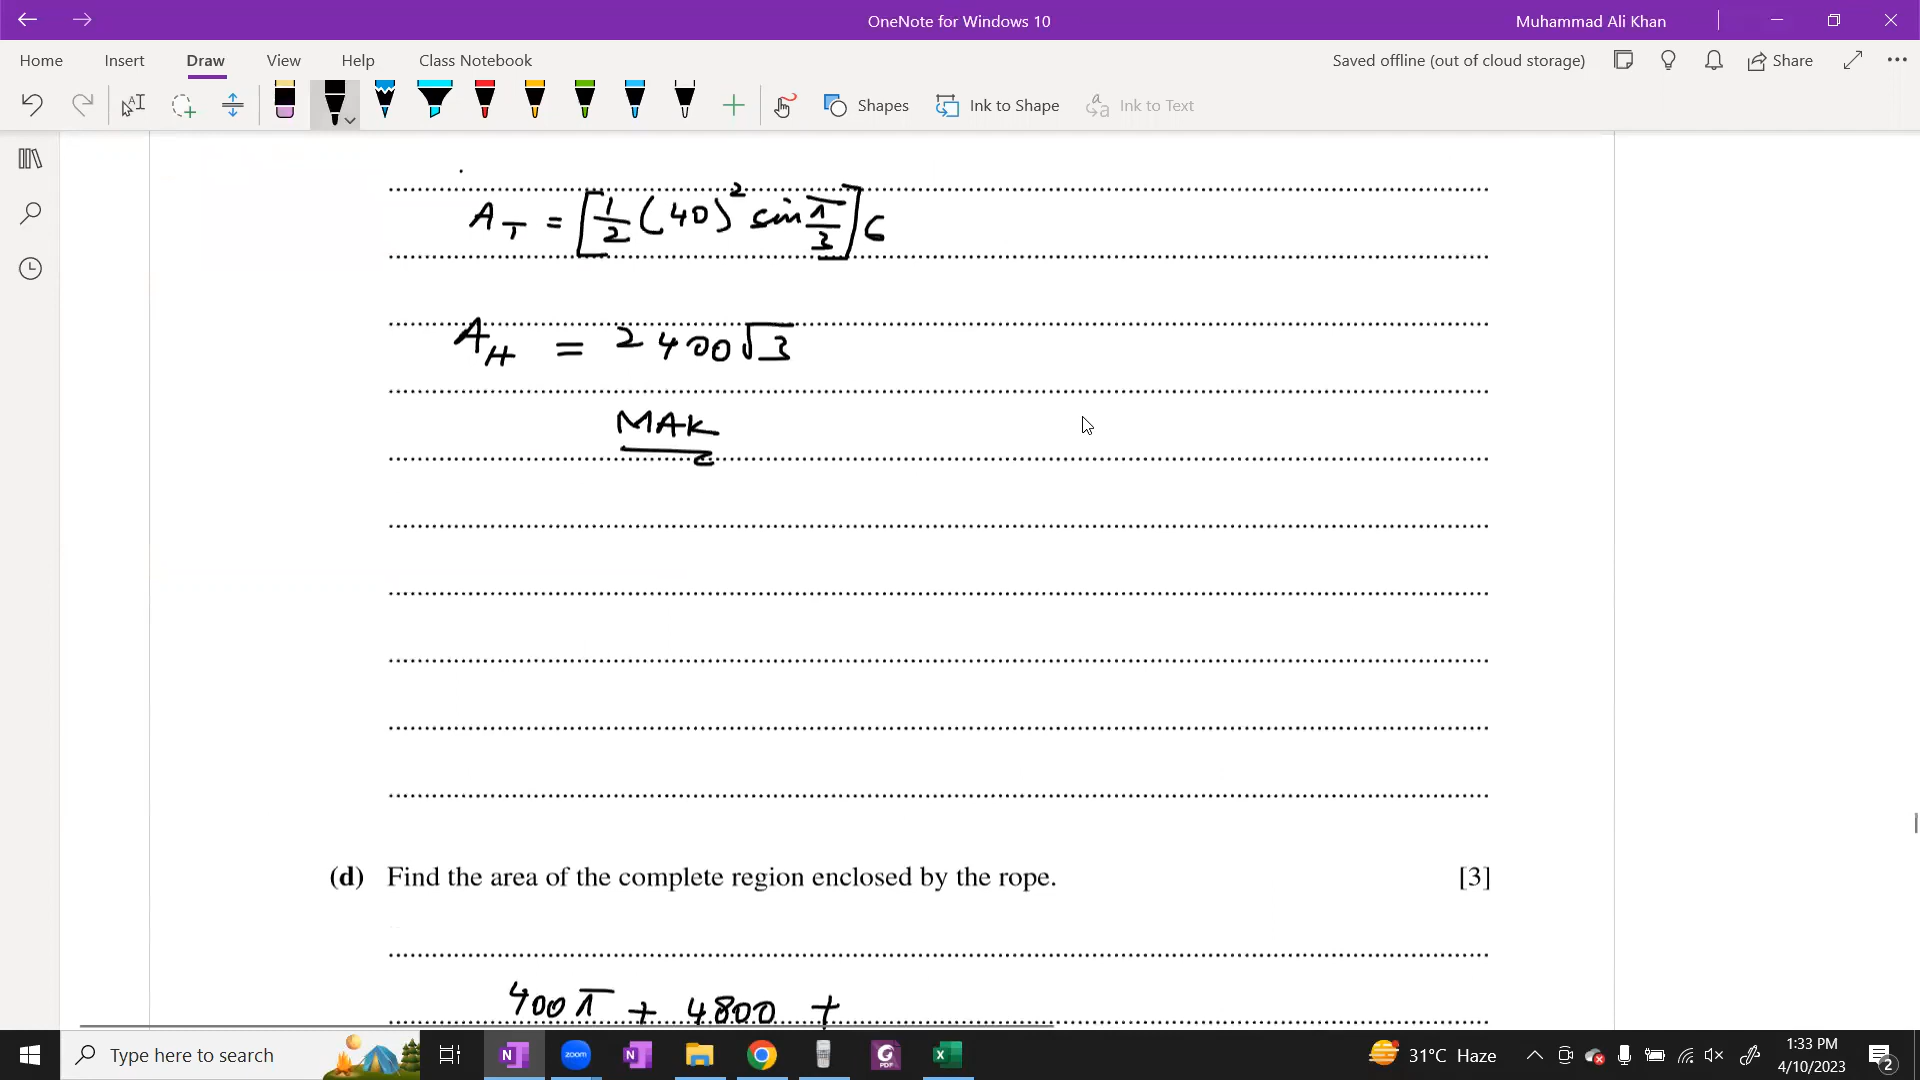 OneNote for Windows 10
Muhammad Ali Khan
Home Insert Draw View Help Class Notebook
Saved offline (out of cloud storage)
Share
Shapes
Ink to Shape
Ink to Text
A_T = [1/2 (40)^2 sin π/3] 6
A_H = 2400√3
MAK
(d) Find the area of the complete region enclosed by the rope. [3]
400π + 4800 +
Type here to search
zoom
31°C Haze
1:33 PM
4/10/2023
2